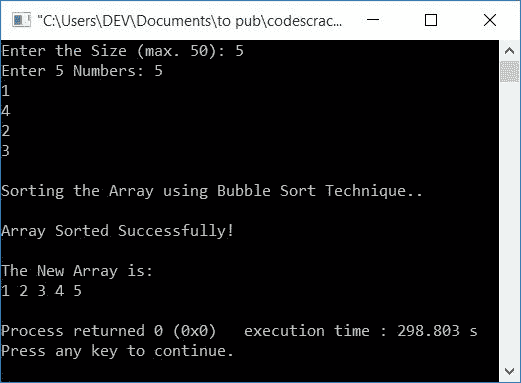 "C:\Users\DEV\Documents\to pub\codescrac...
Enter the Size (max. 50): 5
Enter 5 Numbers: 5
1
4
2
3
Sorting the Array using Bubble Sort Technique..
Array Sorted Successfully!
The New Array is:
1 2 3 4 5
Process returned 0 (0x0)   execution time : 298.803 s
Press any key to continue.